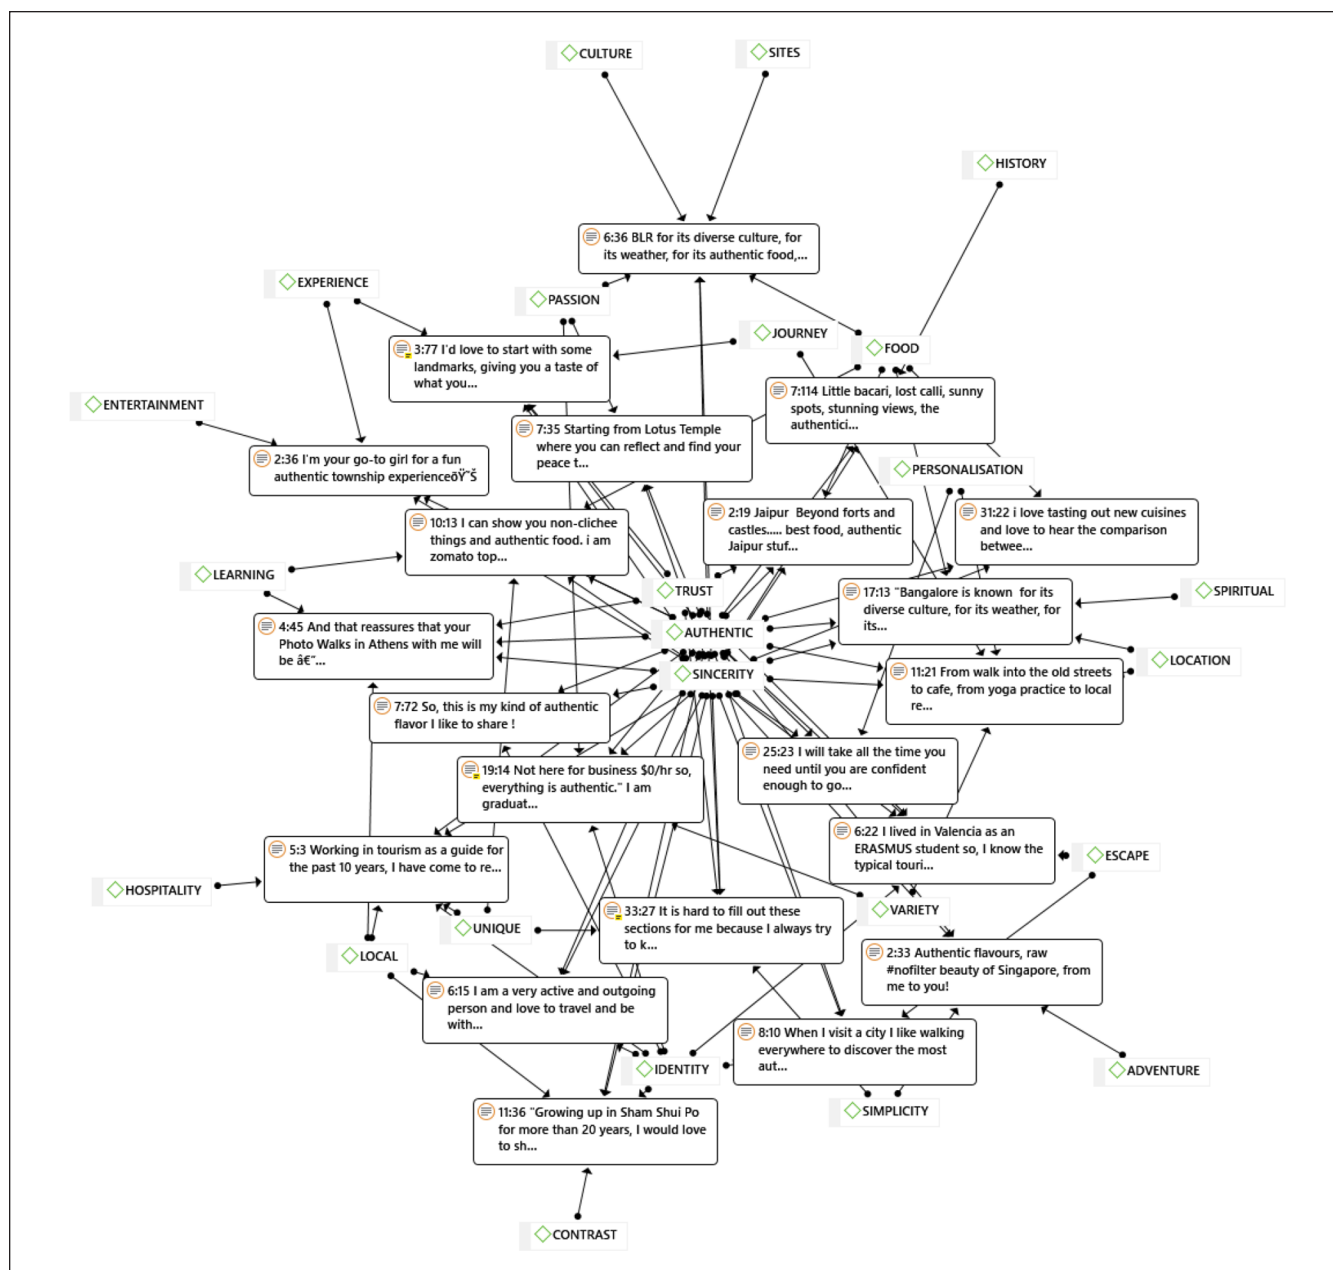 CULTURE
SITES
HISTORY
6:36 BLR for its diverse culture, for
its weather, for its authentic food,...
EXPERIENCE
PASSION
JOURNEY
FOOD
3:77 I'd love to start with some
landmarks, giving you a taste of
what you...
7:114 Little bacari, lost calli, sunny
spots, stunning views, the
authentici...
ENTERTAINMENT
7:35 Starting from Lotus Temple
where you can reflect and find your
peace t...
2:36 I'm your go-to girl for a fun
authentic township experienceðŸ˜Š
PERSONALISATION
10:13 I can show you non-clichee
things and authentic food. i am
zomato top...
2:19 Jaipur Beyond forts and
castles..... best food, authentic
Jaipur stuf...
31:22 i love tasting out new cuisines
and love to hear the comparison
betwee...
LEARNING
TRUST
17:13 "Bangalore is known for its
diverse culture, for its weather, for
its...
SPIRITUAL
4:45 And that reassures that your
Photo Walks in Athens with me will
be â€¨...
AUTHENTIC
SINCERITY
LOCATION
11:21 From walk into the old streets
to cafe, from yoga practice to local
re...
7:72 So, this is my kind of authentic
flavor I like to share !
19:14 Not here for business $0/hr so,
everything is authentic." I am
graduat...
25:23 I will take all the time you
need until you are confident
enough to go...
5:3 Working in tourism as a guide for
the past 10 years, I have come to re...
6:22 I lived in Valencia as an
ERASMUS student so, I know the
typical touri...
ESCAPE
HOSPITALITY
VARIETY
UNIQUE
33:27 It is hard to fill out these
sections for me because I always try
to k...
LOCAL
2:33 Authentic flavours, raw
#nofilter beauty of Singapore, from
me to you!
6:15 I am a very active and outgoing
person and love to travel and be
with...
8:10 When I visit a city I like walking
everywhere to discover the most
aut...
IDENTITY
ADVENTURE
SIMPLICITY
11:36 "Growing up in Sham Shui Po
for more than 20 years, I would love
to sh...
CONTRAST